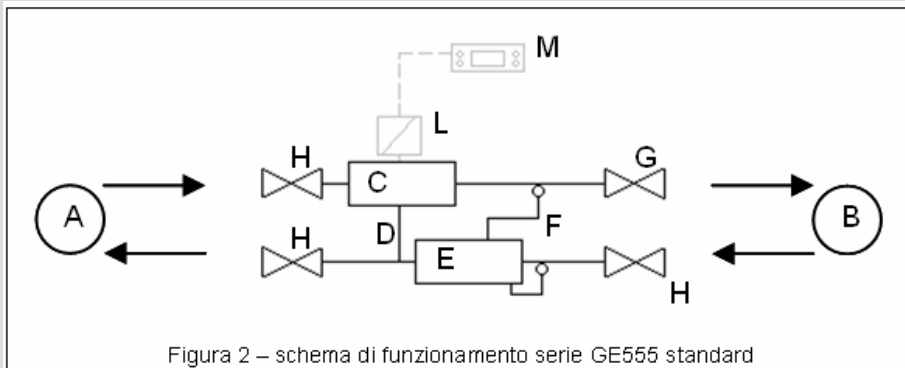 M
L
H
C
G
A
B
D
F
H
E
H
Figura 2 – schema di funzionamento serie GE555 standard